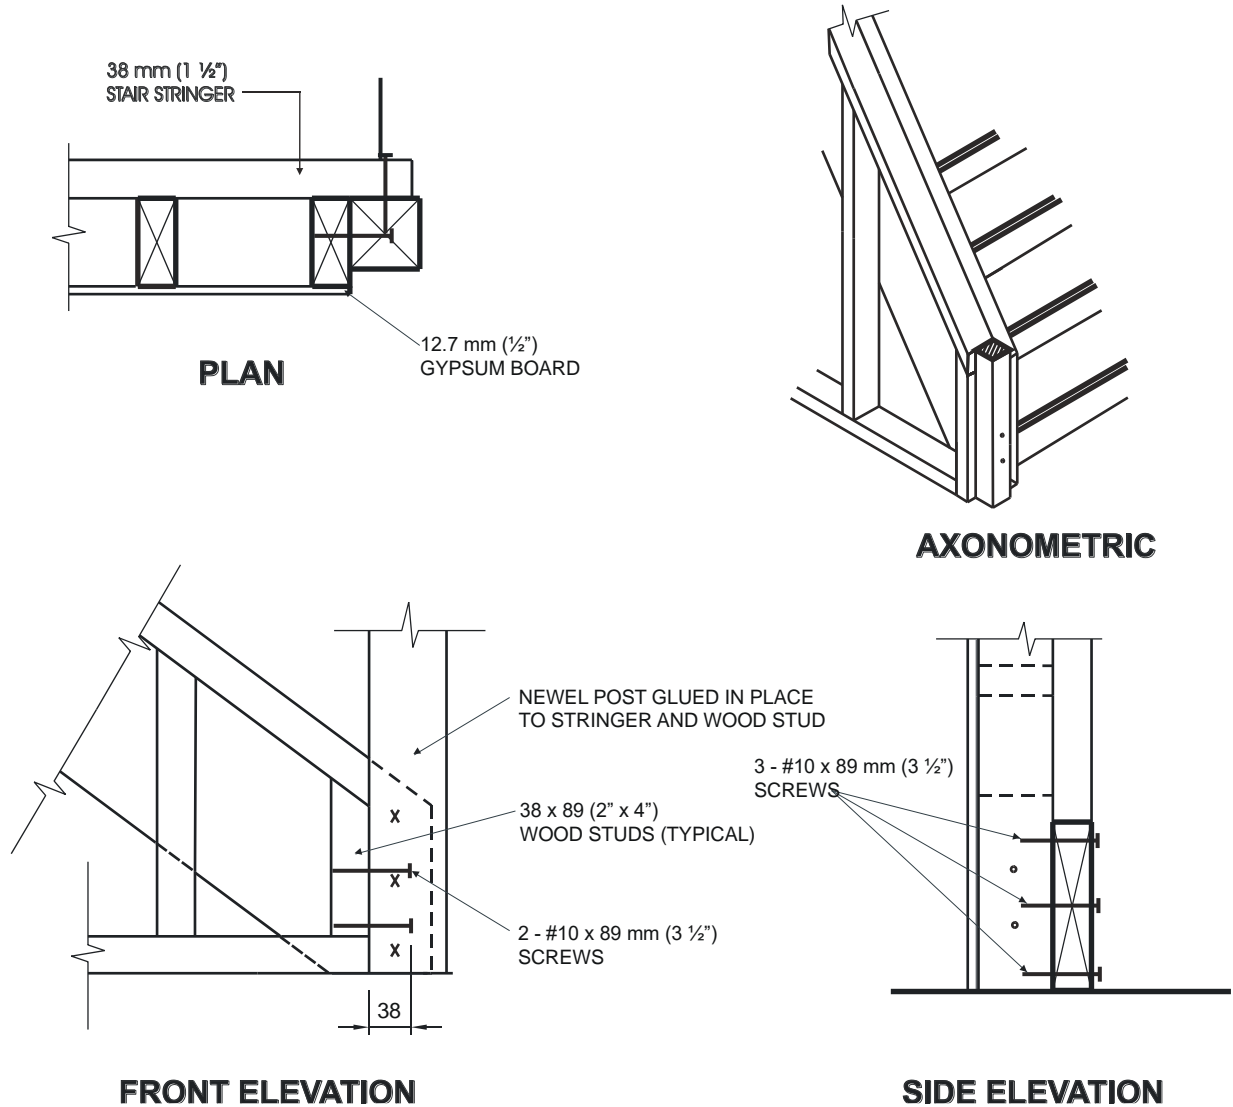 38 mm (1 ½”)
STAIR STRINGER
12.7 mm (½”)
GYPSUM BOARD
PLAN
AXONOMETRIC
NEWEL POST GLUED IN PLACE
TO STRINGER AND WOOD STUD
38 x 89 (2” x 4”)
WOOD STUDS (TYPICAL)
2 - #10 x 89 mm (3 ½”)
SCREWS
38
FRONT ELEVATION
3 - #10 x 89 mm (3 ½”)
SCREWS
SIDE ELEVATION